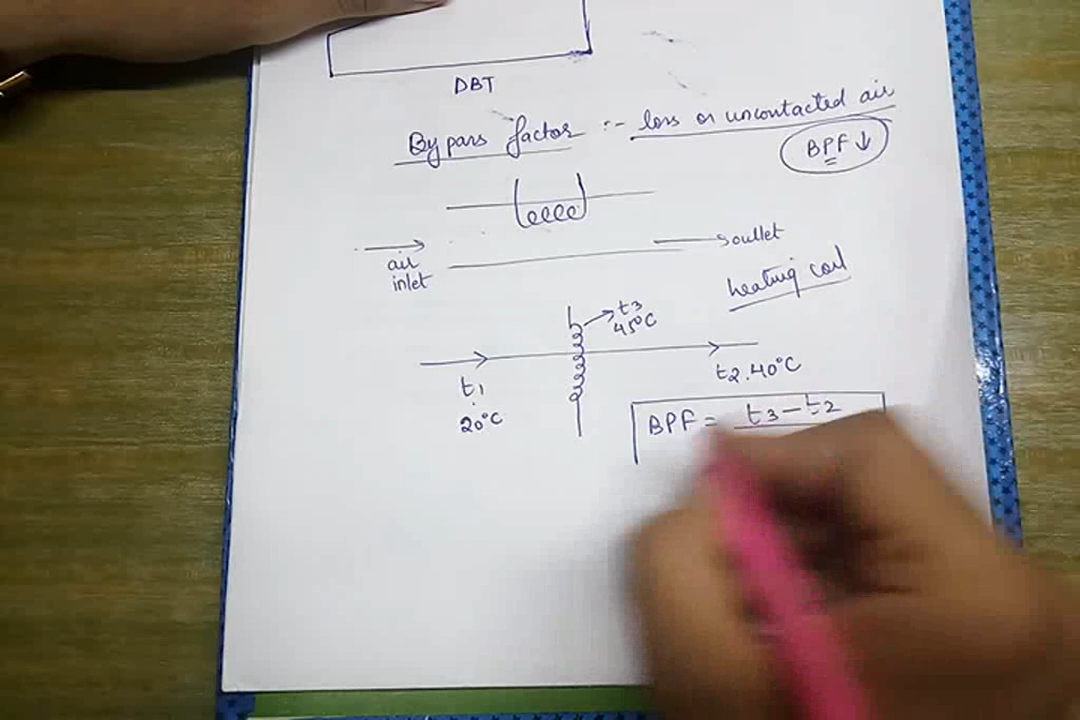 DBT
By pass factor :- loss or uncontacted air
BPF↓
air
inlet
outlet
heating coil
t3
45°C
t1
20°C
t2.40°C
BPF = t3-t2